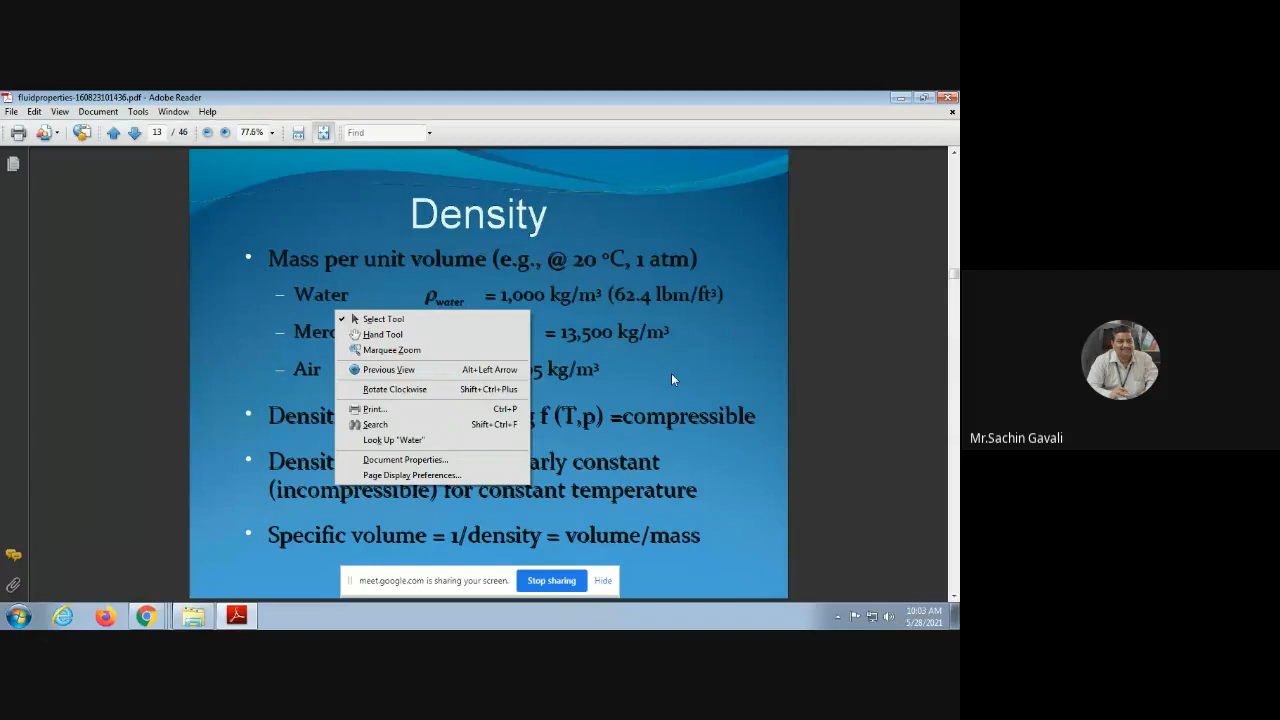 fluidproperties-160823101436.pdf - Adobe Reader
File Edit View Document Tools Window Help
13 / 46 77.6% Find
Density
• Mass per unit volume (e.g., @ 20 °C, 1 atm)
– Water ρwater = 1,000 kg/m³ (62.4 lbm/ft³)
– = 13,500 kg/m³
– Air kg/m³
• f (T,p) =compressible
• constant
(incompressible) for constant temperature
• Specific volume = 1/density = volume/mass
Select Tool
Hand Tool
Marquee Zoom
Previous View Alt+Left Arrow
Rotate Clockwise Shift+Ctrl+Plus
Print... Ctrl+P
Search Shift+Ctrl+F
Look Up "Water"
Document Properties...
Page Display Preferences...
meet.google.com is sharing your screen. Stop sharing Hide
10:03 AM
5/28/2021
Mr.Sachin Gavali